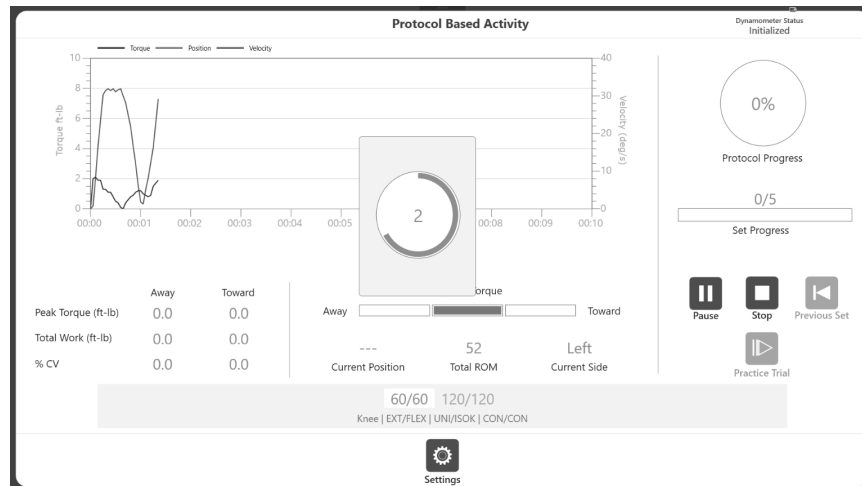 Protocol Based Activity
Dynamometer Status
Initialized
Torque Position Velocity
10
8
6
4
2
0
Torque ft-lb
40
30
20
10
0
Velocity (deg/s)
00:00 00:01 00:02 00:03 00:04 00:05 00:08 00:09 00:10
2
0%
Protocol Progress
0/5
Set Progress
Away Toward
Peak Torque (ft-lb) 0.0 0.0
Total Work (ft-lb) 0.0 0.0
% CV 0.0 0.0
orque
Away Toward
--- 52 Left
Current Position Total ROM Current Side
Pause Stop Previous Set
Practice Trial
60/60 120/120
Knee | EXT/FLEX | UNI/ISOK | CON/CON
Settings